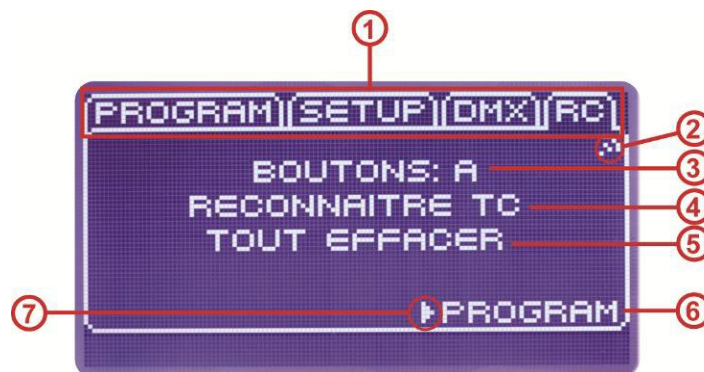 1
PROGRAM SETUP DMX RC
2
BOUTONS: A 3
RECONNAITRE TC 4
TOUT EFFACER 5
7 PROGRAM 6